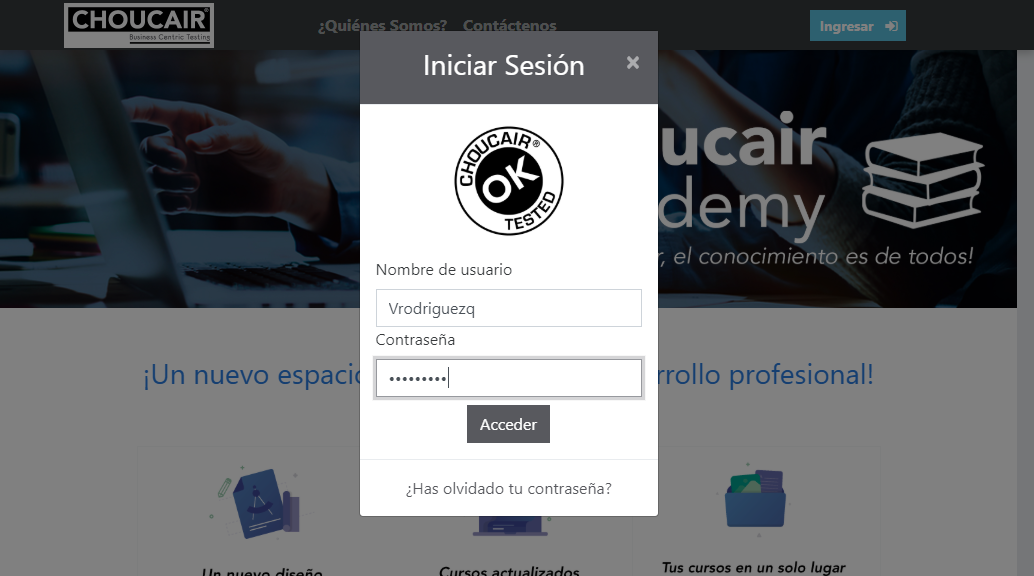 CHOUCAIR®
Business Centric Testing
¿Quiénes Somos? Contáctenos
Ingresar
Iniciar Sesión
×
CHOUCAIR®
OK
TESTED
ucair
demy
, el conocimiento es de todos!
Nombre de usuario
Vrodriguezq
Contraseña
•••••••••
Acceder
¿Has olvidado tu contraseña?
¡Un nuevo espacio
rrollo profesional!
Un nuevo diseño
Cursos actualizados
Tus cursos en un solo lugar